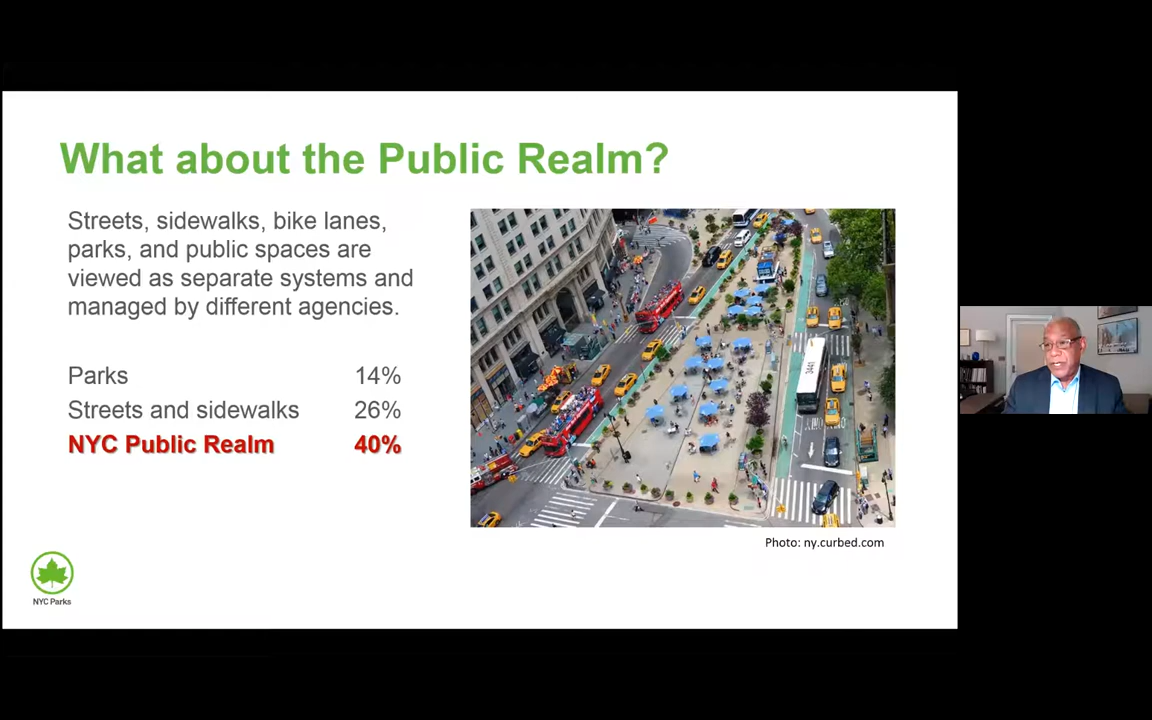 What about the Public Realm?
Streets, sidewalks, bike lanes,
parks, and public spaces are
viewed as separate systems and
managed by different agencies.
Parks 14%
Streets and sidewalks 26%
NYC Public Realm 40%
Photo: ny.curbed.com
NYC Parks